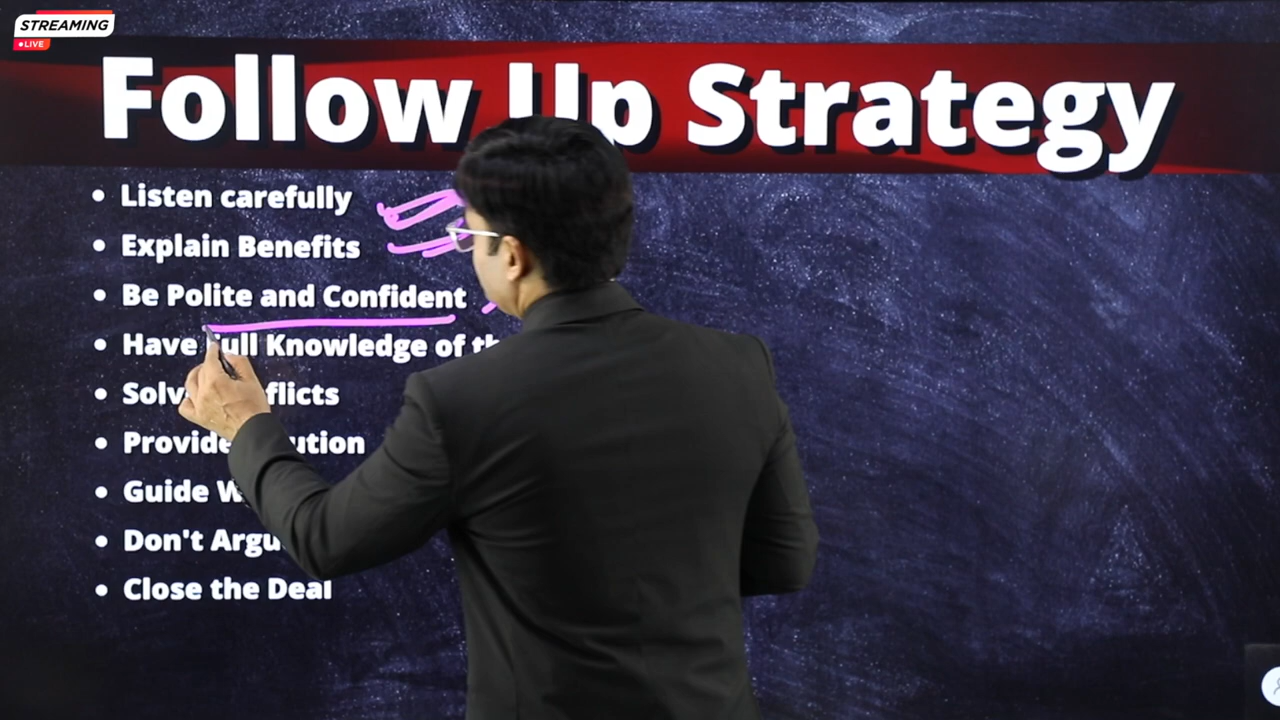 STREAMING
LIVE
Follow Up Strategy
• Listen carefully
• Explain Benefits
• Be Polite and Confident
• Have Full Knowledge of
•
• Provide
• Guide
• Don't
• Close the Deal